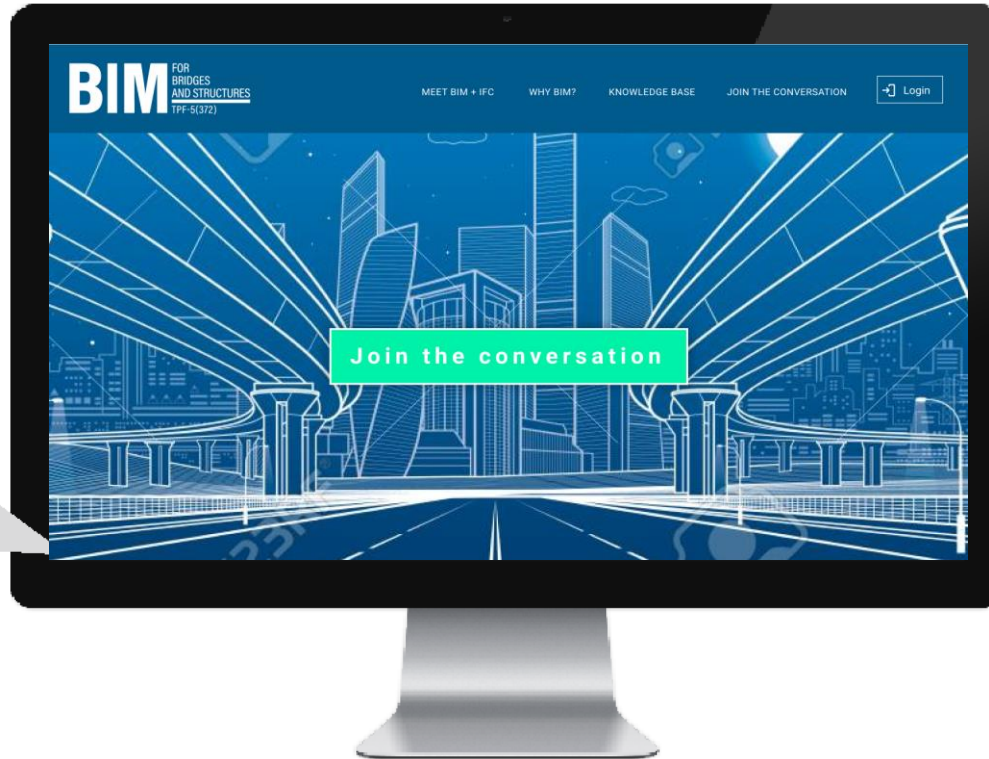 BIM
FOR
BRIDGES
AND STRUCTURES
TPF-5(372)
MEET BIM + IFC
WHY BIM?
KNOWLEDGE BASE
JOIN THE CONVERSATION
Login
Join the conversation